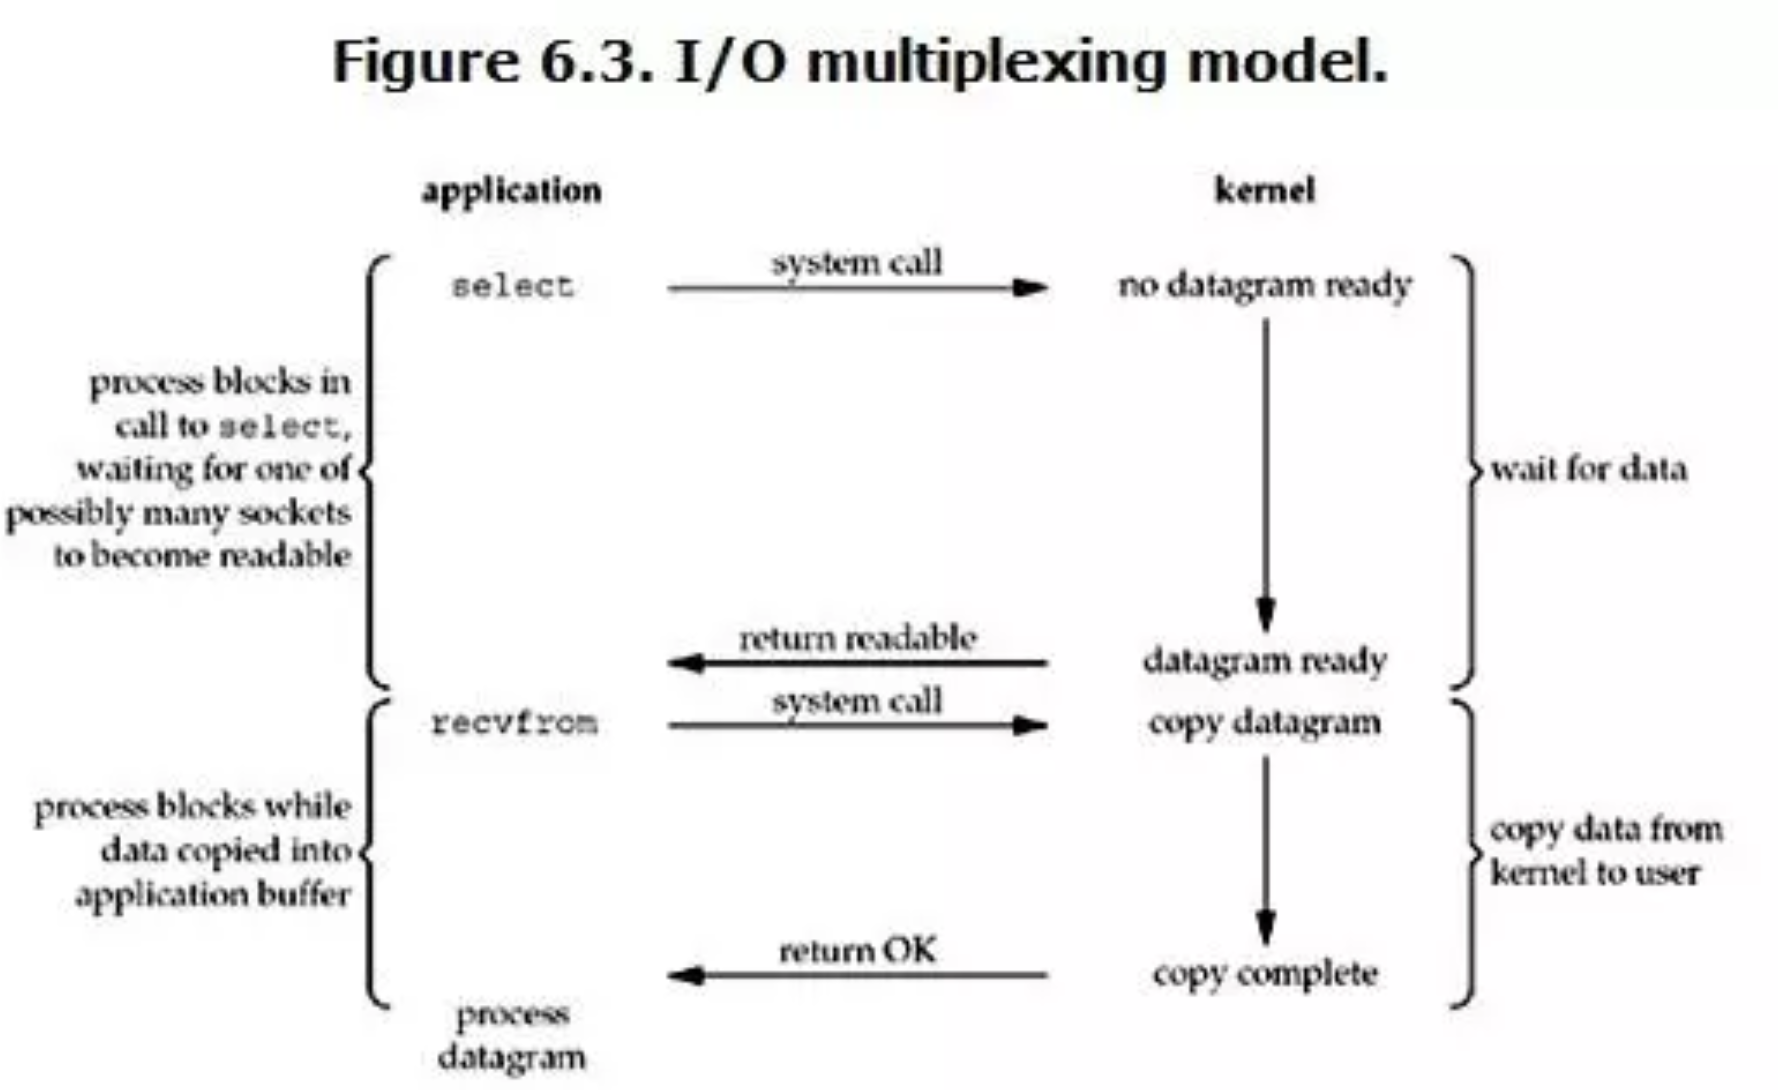 Figure 6.3. I/O multiplexing model.
application
kernel
select
system call
no datagram ready
process blocks in
call to select,
waiting for one of
possibly many sockets
to become readable
wait for data
return readable
datagram ready
recvfrom
system call
copy datagram
process blocks while
data copied into
application buffer
copy data from
kernel to user
return OK
copy complete
process
datagram